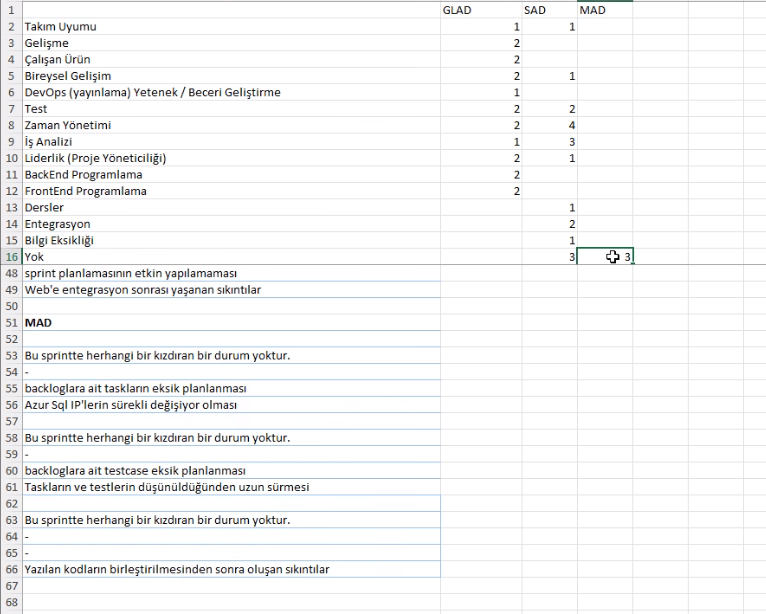 1 GLAD SAD MAD
2 Takım Uyumu 1 1
3 Gelişme 2
4 Çalışan Ürün 2
5 Bireysel Gelişim 2 1
6 DevOps (yayınlama) Yetenek / Beceri Geliştirme 1
7 Test 2 2
8 Zaman Yönetimi 2 4
9 İş Analizi 1 3
10 Liderlik (Proje Yöneticiliği) 2 1
11 BackEnd Programlama 2
12 FrontEnd Programlama 2
13 Dersler 1
14 Entegrasyon 2
15 Bilgi Eksikliği 1
16 Yok 3 3
48 sprint planlamasının etkin yapılamaması
49 Web'e entegrasyon sonrası yaşanan sıkıntılar
50
51 MAD
52
53 Bu sprintte herhangi bir kızdıran bir durum yoktur.
54 -
55 backloglara ait taskların eksik planlanması
56 Azur Sql IP'lerin sürekli değişiyor olması
57
58 Bu sprintte herhangi bir kızdıran bir durum yoktur.
59 -
60 backloglara ait testcase eksik planlanması
61 Taskların ve testlerin düşünüldüğünden uzun sürmesi
62
63 Bu sprintte herhangi bir kızdıran bir durum yoktur.
64 -
65 -
66 Yazılan kodların birleştirilmesinden sonra oluşan sıkıntılar
67
68